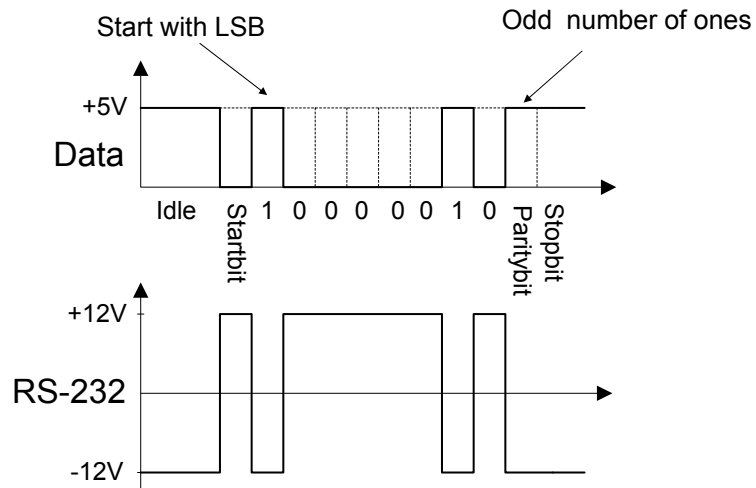 Start with LSB
Odd number of ones
+5V
Data
Idle
Startbit
1 0 0 0 0 0 1 0
Paritybit
Stopbit
+12V
RS-232
-12V